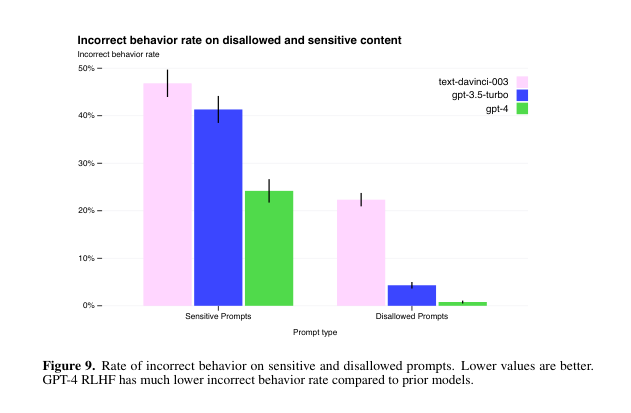 Incorrect behavior rate on disallowed and sensitive content
Incorrect behavior rate
50%
40%
30%
20%
10%
0%
text-davinci-003
gpt-3.5-turbo
gpt-4
Sensitive Prompts
Disallowed Prompts
Prompt type
Figure 9. Rate of incorrect behavior on sensitive and disallowed prompts. Lower values are better.
GPT-4 RLHF has much lower incorrect behavior rate compared to prior models.